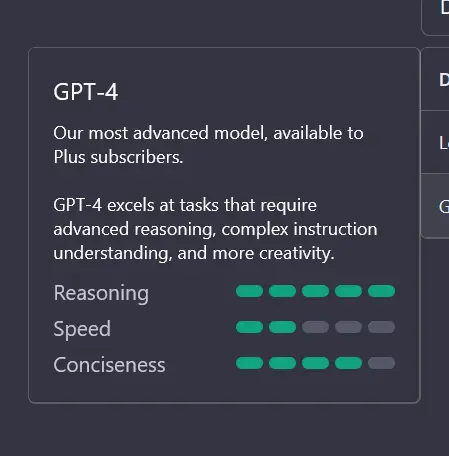 GPT-4
Our most advanced model, available to
Plus subscribers.
GPT-4 excels at tasks that require
advanced reasoning, complex instruction
understanding, and more creativity.
Reasoning
Speed
Conciseness